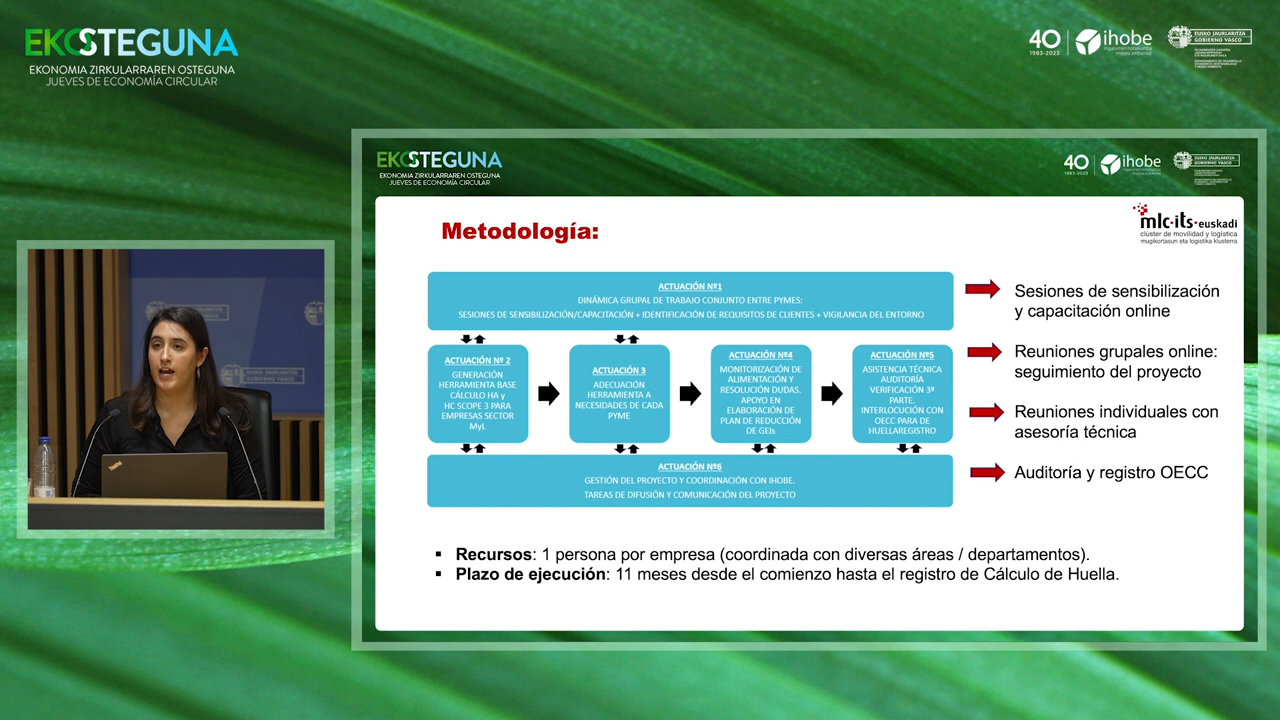 EKOSTEGUNA
EKONOMIA ZIRKULARRAREN OSTEGUNA
JUEVES DE ECONOMÍA CIRCULAR
40
1983-2023
ihobe
EUSKO JAURLARITZA
GOBIERNO VASCO
EKOSTEGUNA
EKONOMIA ZIRKULARRAREN OSTEGUNA
JUEVES DE ECONOMÍA CIRCULAR
40
1983-2023
ihobe
EUSKO JAURLARITZA
GOBIERNO VASCO
mlc·its·euskadi
clúster de movilidad y logística
mugikortasun eta logistika klusterra
Metodología:
ACTUACIÓN Nº1
DINÁMICA GRUPAL DE TRABAJO CONJUNTO ENTRE PYMES:
SESIONES DE SENSIBILIZACIÓN/CAPACITACIÓN + IDENTIFICACIÓN DE REQUISITOS DE CLIENTES + VIGILANCIA DEL ENTORNO
ACTUACIÓN Nº 2
GENERACIÓN
HERRAMIENTA BASE
CÁLCULO HA y
HC SCOPE 3 PARA
EMPRESAS SECTOR
MyL
ACTUACIÓN 3
ADECUACIÓN
HERRAMIENTA A
NECESIDADES DE CADA
PYME
ACTUACIÓN Nº4
MONITORIZACIÓN DE
ALIMENTACIÓN Y
RESOLUCIÓN DUDAS.
APOYO EN
ELABORACIÓN DE
PLAN DE REDUCCIÓN
DE GEIs
ACTUACIÓN Nº5
ASISTENCIA TÉCNICA
AUDITORÍA
VERIFICACIÓN 3ª
PARTE.
INTERLOCUCIÓN CON
OECC PARA DE
HUELLAREGISTRO
ACTUACIÓN Nº6
GESTIÓN DEL PROYECTO Y COORDINACIÓN CON IHOBE.
TAREAS DE DIFUSIÓN Y COMUNICACIÓN DEL PROYECTO
Sesiones de sensibilización
y capacitación online
Reuniones grupales online:
seguimiento del proyecto
Reuniones individuales con
asesoría técnica
Auditoría y registro OECC
▪ Recursos: 1 persona por empresa (coordinada con diversas áreas / departamentos).
▪ Plazo de ejecución: 11 meses desde el comienzo hasta el registro de Cálculo de Huella.